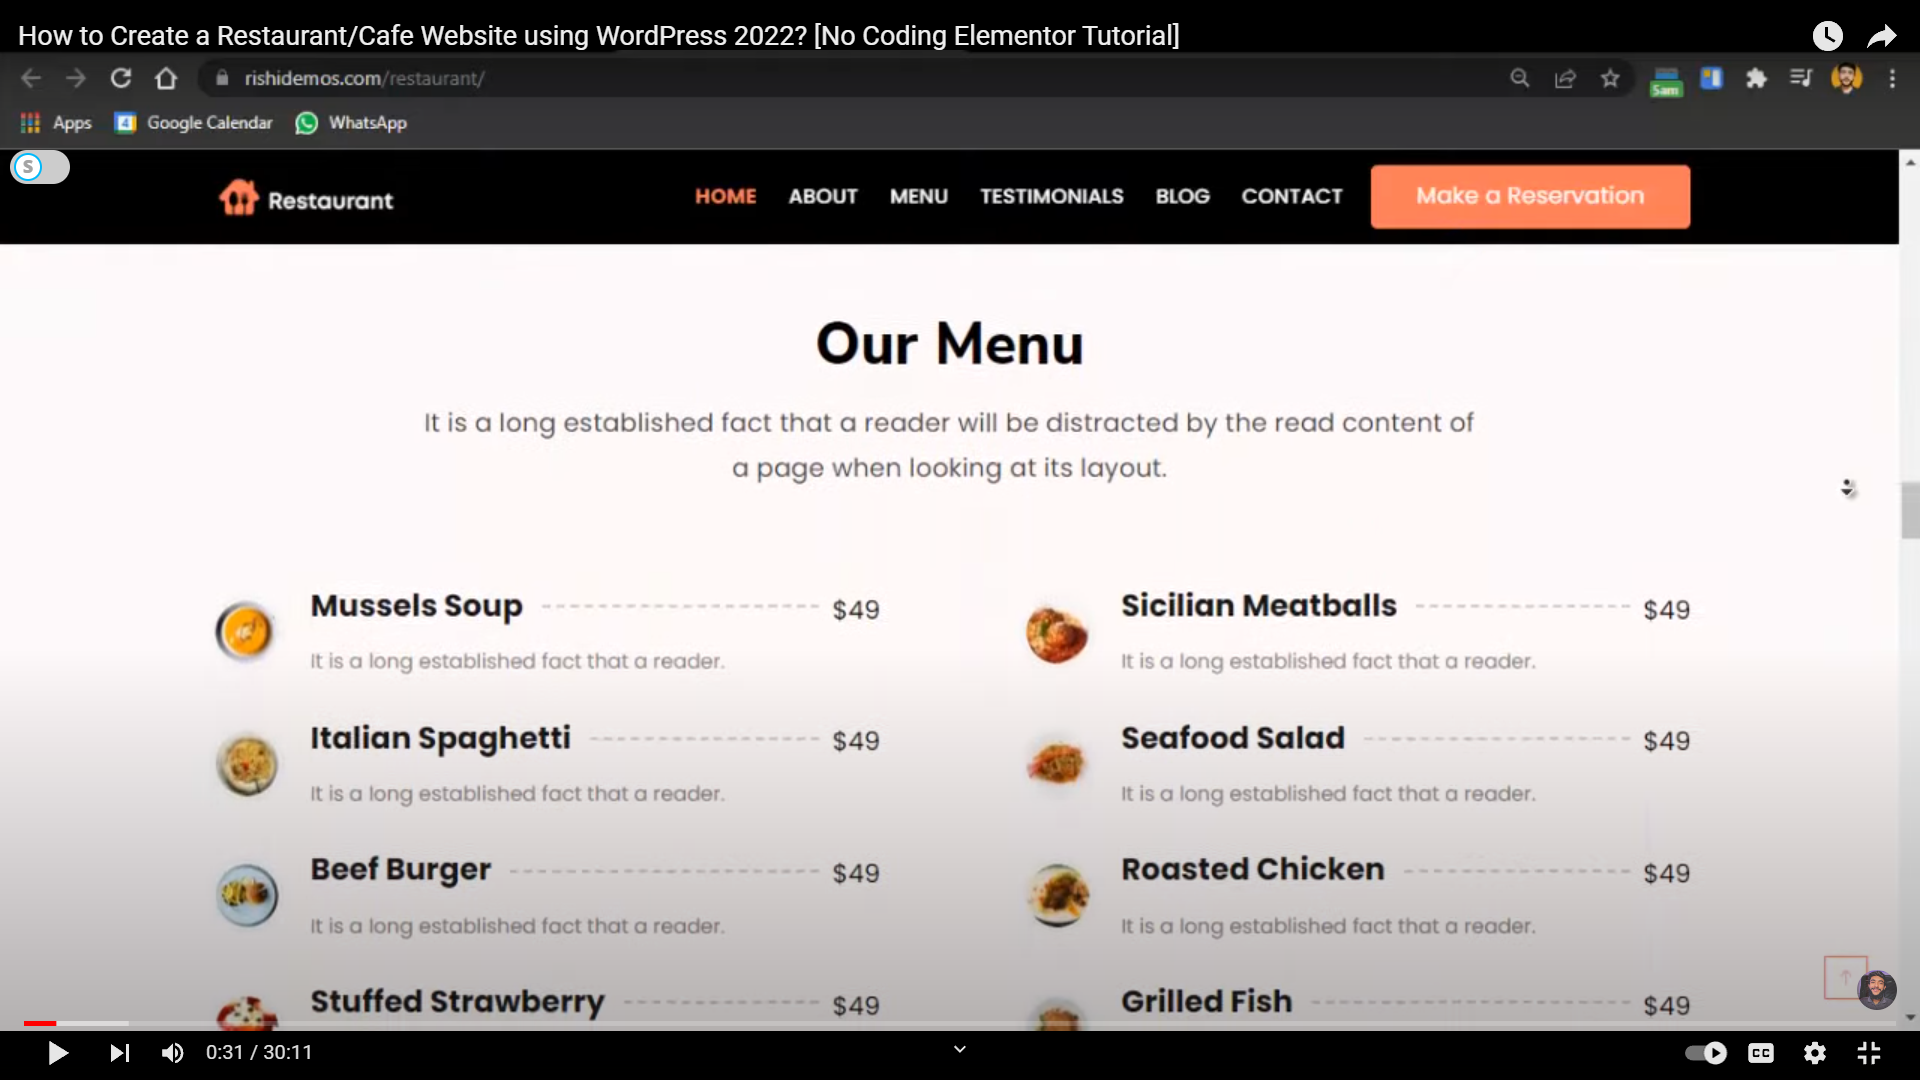 How to Create a Restaurant/Cafe Website using WordPress 2022? [No Coding Elementor Tutorial]
rishidemos.com/restaurant/
Sam
Apps
4
Google Calendar
WhatsApp
S
Restaurant
HOME
ABOUT
MENU
TESTIMONIALS
BLOG
CONTACT
Make a Reservation
Our Menu
It is a long established fact that a reader will be distracted by the read content of
a page when looking at its layout.
Mussels Soup
$49
It is a long established fact that a reader.
Sicilian Meatballs
$49
It is a long established fact that a reader.
Italian Spaghetti
$49
It is a long established fact that a reader.
Seafood Salad
$49
It is a long established fact that a reader.
Beef Burger
$49
It is a long established fact that a reader.
Roasted Chicken
$49
It is a long established fact that a reader.
Stuffed Strawberry
$49
Grilled Fish
$49
0:31 / 30:11
CC